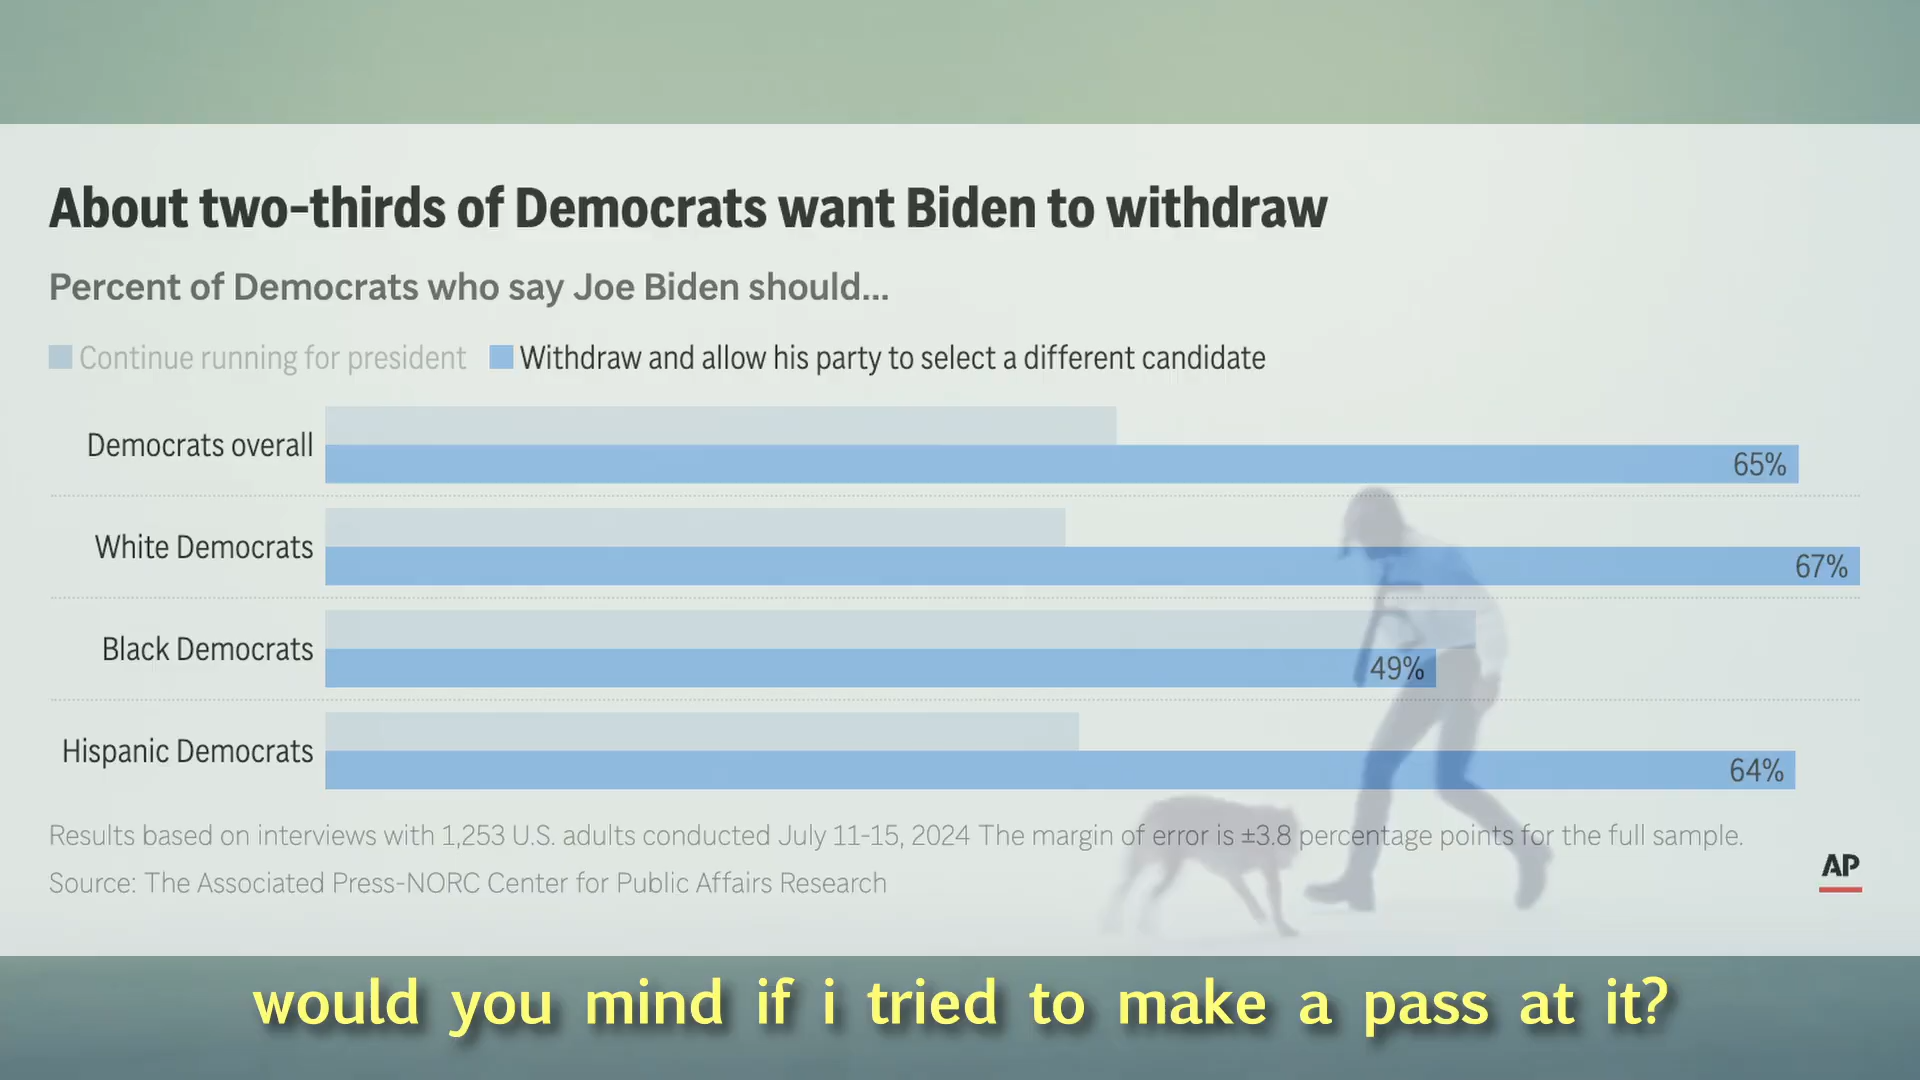 About two-thirds of Democrats want Biden to withdraw
Percent of Democrats who say Joe Biden should...
Continue running for president Withdraw and allow his party to select a different candidate
Democrats overall 65%
White Democrats 67%
Black Democrats 49%
Hispanic Democrats 64%
Results based on interviews with 1,253 U.S. adults conducted July 11-15, 2024 The margin of error is ±3.8 percentage points for the full sample.
Source: The Associated Press-NORC Center for Public Affairs Research
AP
would you mind if i tried to make a pass at it?